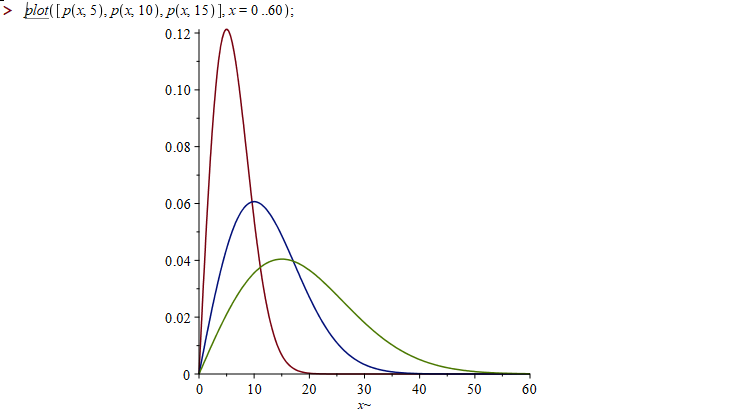 > plot([p(x, 5), p(x, 10), p(x, 15)], x = 0 ..60);
0.12
0.10
0.08
0.06
0.04
0.02
0
0 10 20 30 40 50 60
x~